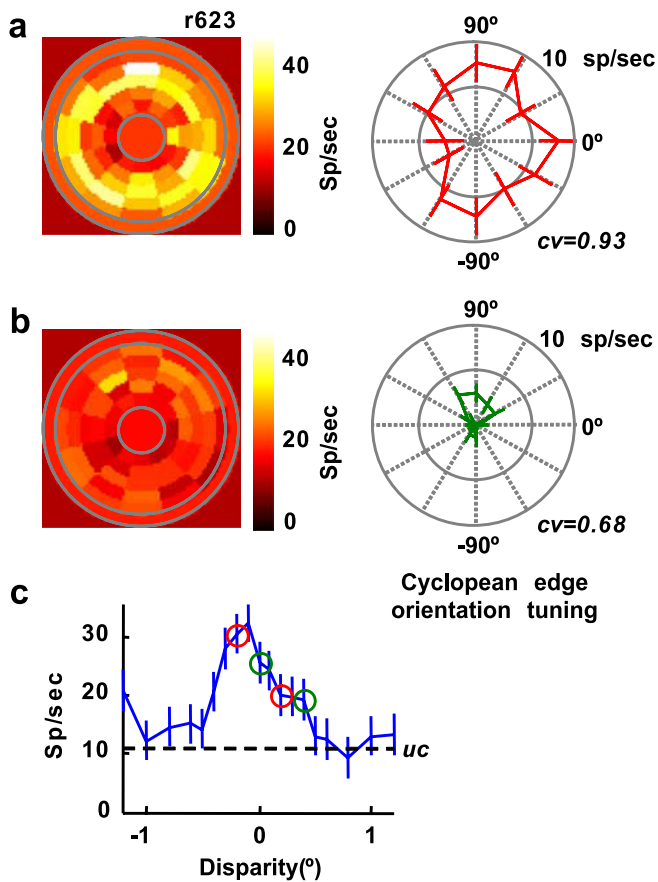 a
r623
40
20
0
Sp/sec
90º
10 sp/sec
0º
-90º
cv=0.93
b
40
20
0
Sp/sec
90º
10 sp/sec
0º
-90º
cv=0.68
Cyclopean edge
orientation tuning
c
30
20
10
0
Sp/sec
uc
-1 0 1
Disparity(º)